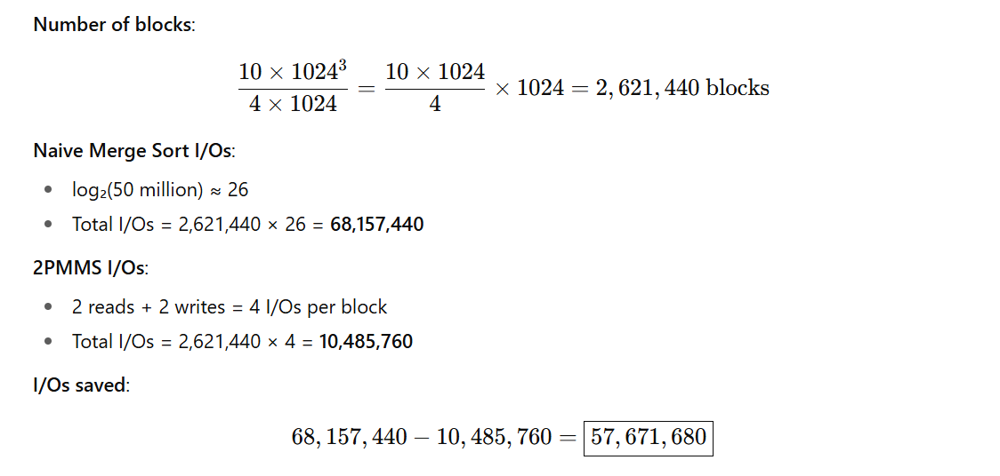 Number of blocks:
10 × 1024³ / 4 × 1024 = 10 × 1024 / 4 × 1024 = 2,621,440 blocks
Naive Merge Sort I/Os:
• log₂(50 million) ≈ 26
• Total I/Os = 2,621,440 × 26 = 68,157,440
2PMMS I/Os:
• 2 reads + 2 writes = 4 I/Os per block
• Total I/Os = 2,621,440 × 4 = 10,485,760
I/Os saved:
68,157,440 − 10,485,760 = 57,671,680